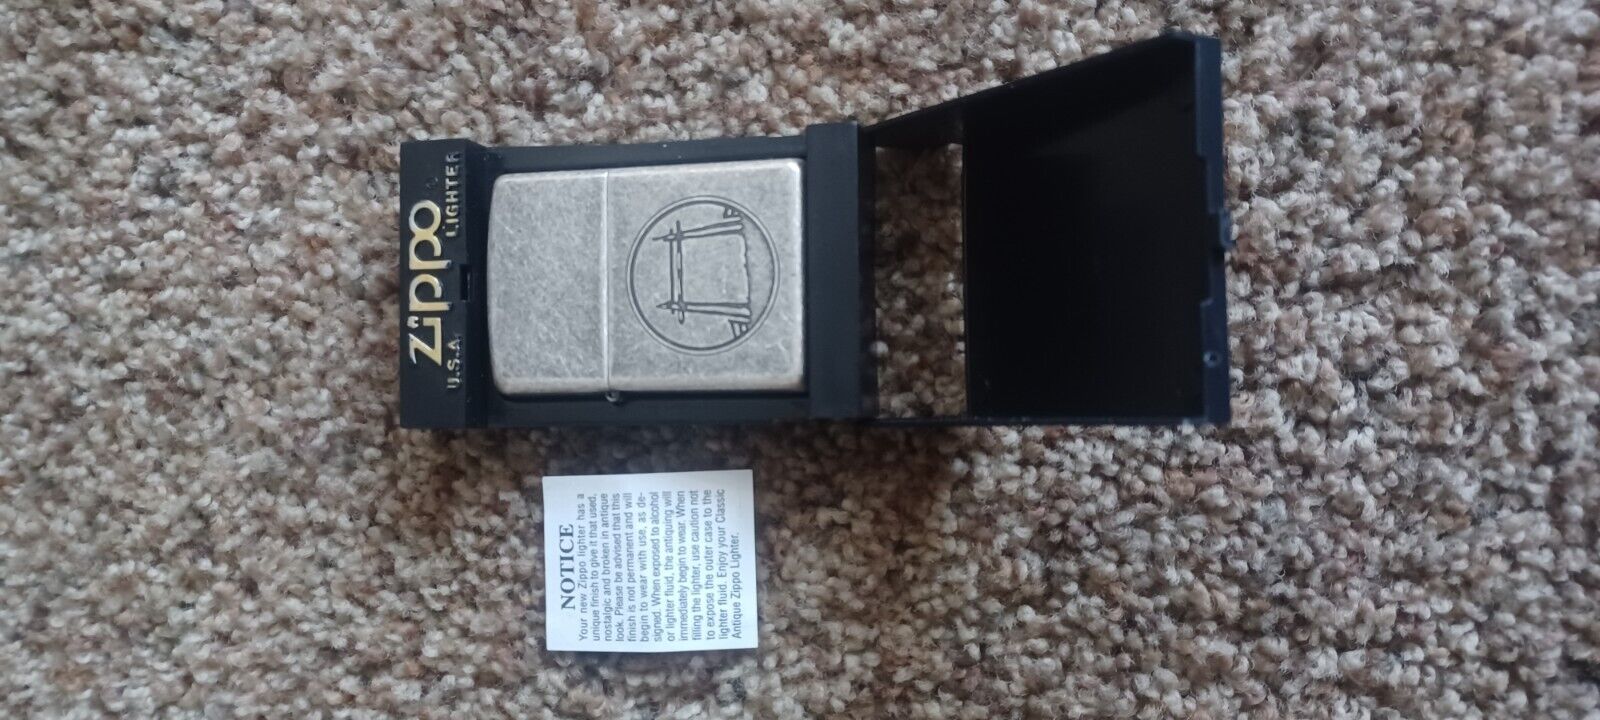 Zippo
U.S.A. LIGHTER
NOTICE
Your new Zippo lighter has a
unique finish to give it that used,
nostalgic and broken in antique
look. Please be advised that this
finish is not permanent and will
begin to wear with use, as de-
signed. When exposed to alcohol
or lighter fluid, the antiquing will
immediately begin to wear. When
filling the lighter, use caution not
to expose the outer case to the
lighter fluid. Enjoy your Classic
Antique Zippo Lighter.